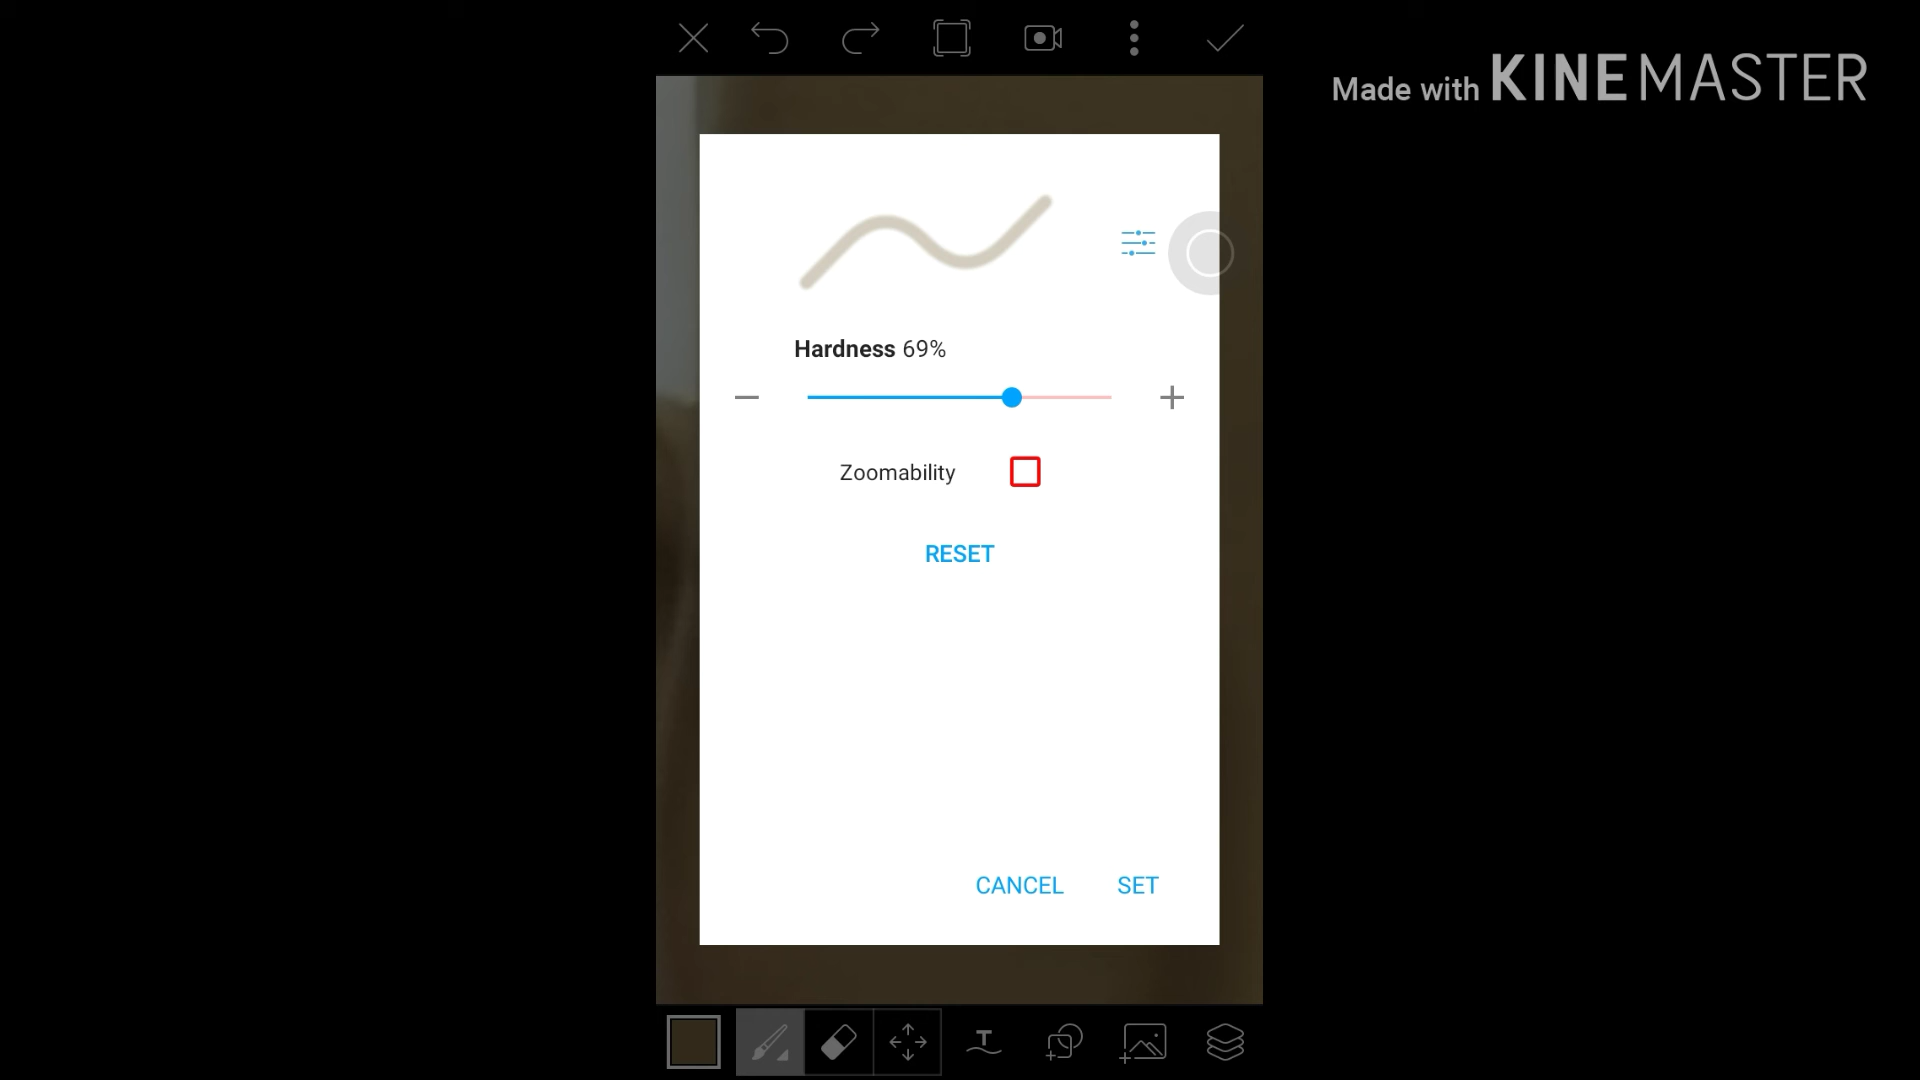 Made with KINEMASTER
Hardness 69%
Zoomability
RESET
CANCEL SET
T